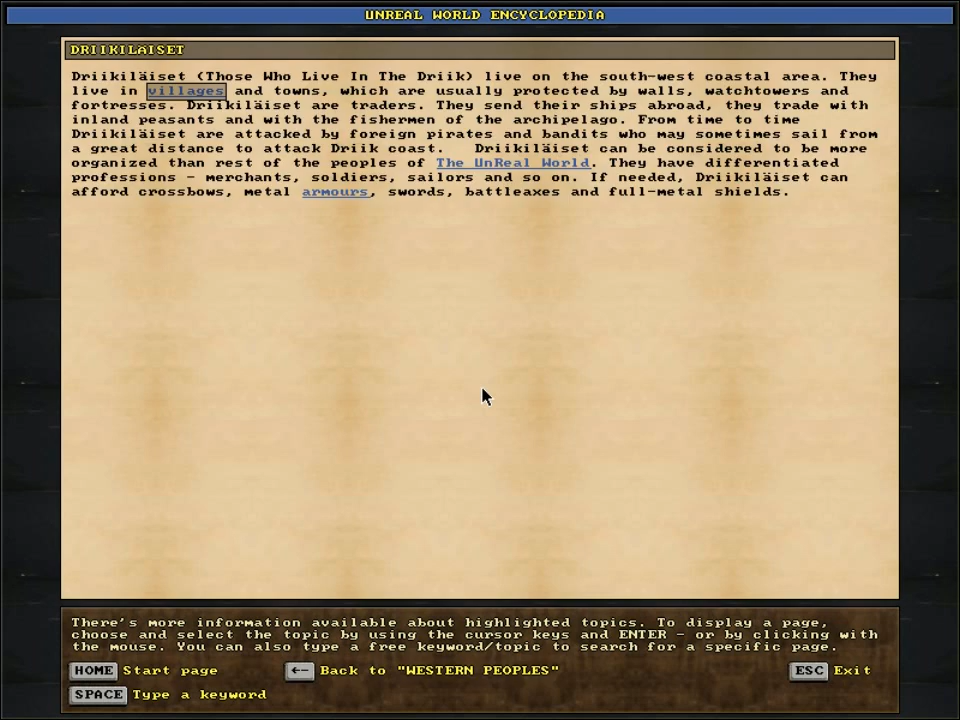 UNREAL WORLD ENCYCLOPEDIA
DRIIKILÄISET
Driikiläiset (Those Who Live In The Driik) live on the south-west coastal area. They
live in villages and towns, which are usually protected by walls, watchtowers and
fortresses. Driikiläiset are traders. They send their ships abroad, they trade with
inland peasants and with the fishermen of the archipelago. From time to time
Driikiläiset are attacked by foreign pirates and bandits who may sometimes sail from
a great distance to attack Driik coast. Driikiläiset can be considered to be more
organized than rest of the peoples of The UnReal World. They have differentiated
professions - merchants, soldiers, sailors and so on. If needed, Driikiläiset can
afford crossbows, metal armours, swords, battleaxes and full-metal shields.
There's more information available about highlighted topics. To display a page,
choose and select the topic by using the cursor keys and ENTER - or by clicking with
the mouse. You can also type a free keyword/topic to search for a specific page.
HOME Start page ←- Back to "WESTERN PEOPLES" ESC Exit
SPACE Type a keyword